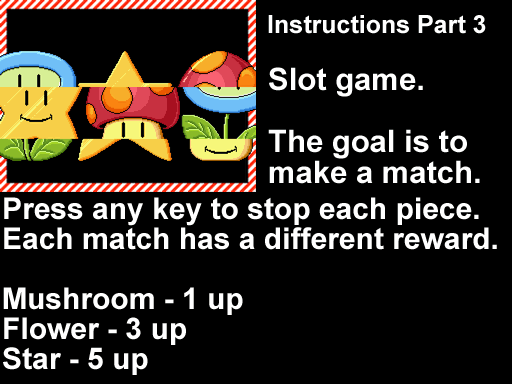 Instructions Part 3
Slot game.
The goal is to
make a match.
Press any key to stop each piece.
Each match has a different reward.
Mushroom - 1 up
Flower - 3 up
Star - 5 up